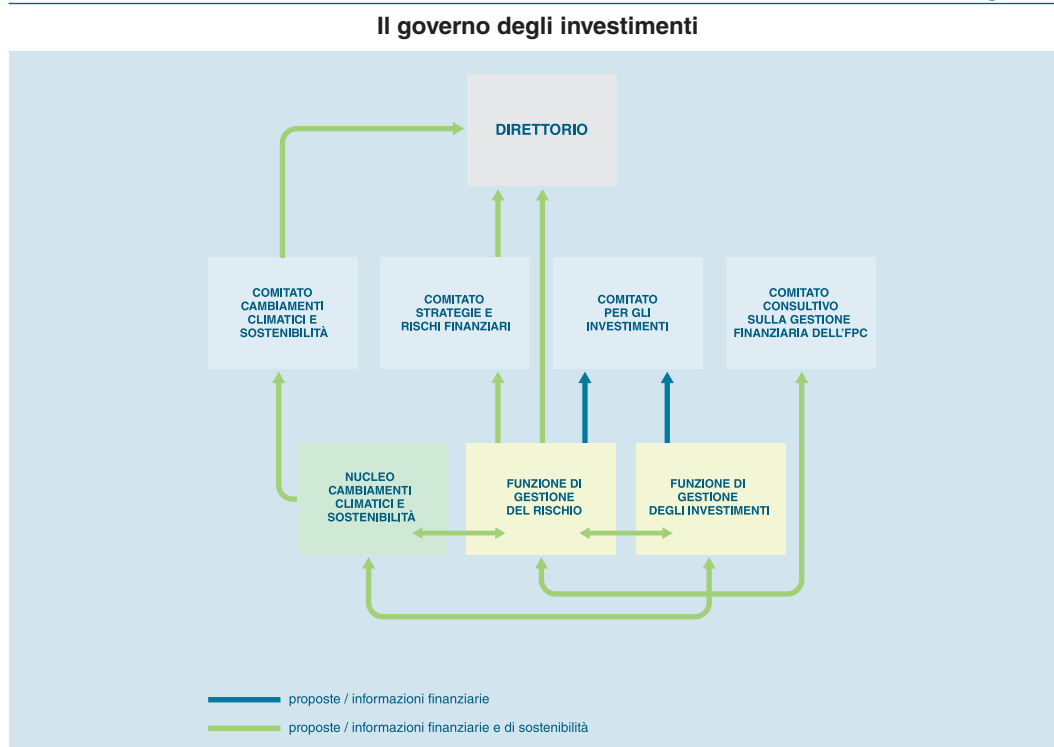 Il governo degli investimenti
DIRETTORIO
COMITATO
CAMBIAMENTI
CLIMATICI E
SOSTENIBILITÀ
COMITATO
STRATEGIE E
RISCHI FINANZIARI
COMITATO
PER GLI
INVESTIMENTI
COMITATO
CONSULTIVO
SULLA GESTIONE
FINANZIARIA DELL'FPC
NUCLEO
CAMBIAMENTI
CLIMATICI E
SOSTENIBILITÀ
FUNZIONE DI
GESTIONE
DEL RISCHIO
FUNZIONE DI
GESTIONE
DEGLI INVESTIMENTI
proposte / informazioni finanziarie
proposte / informazioni finanziarie e di sostenibilità